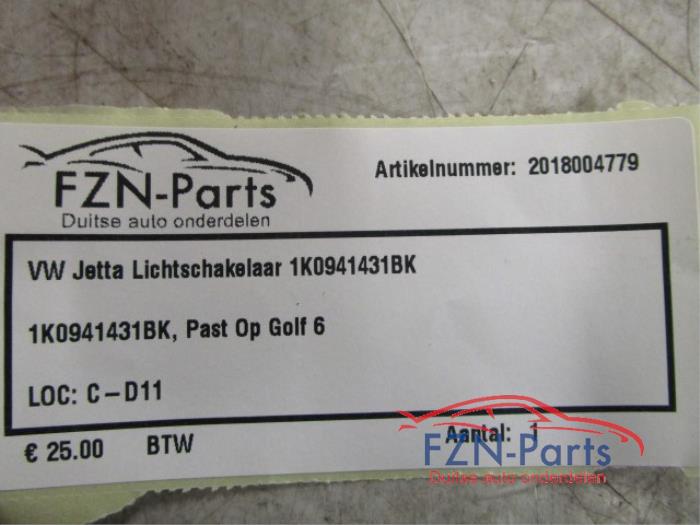 FZN-Parts
Duitse auto onderdelen
Artikelnummer: 2018004779
VW Jetta Lichtschakelaar 1K0941431BK
1K0941431BK, Past Op Golf 6
LOC: C-D11
€ 25.00 BTW Aantal: 1
FZN-Parts
Duitse auto onderdelen